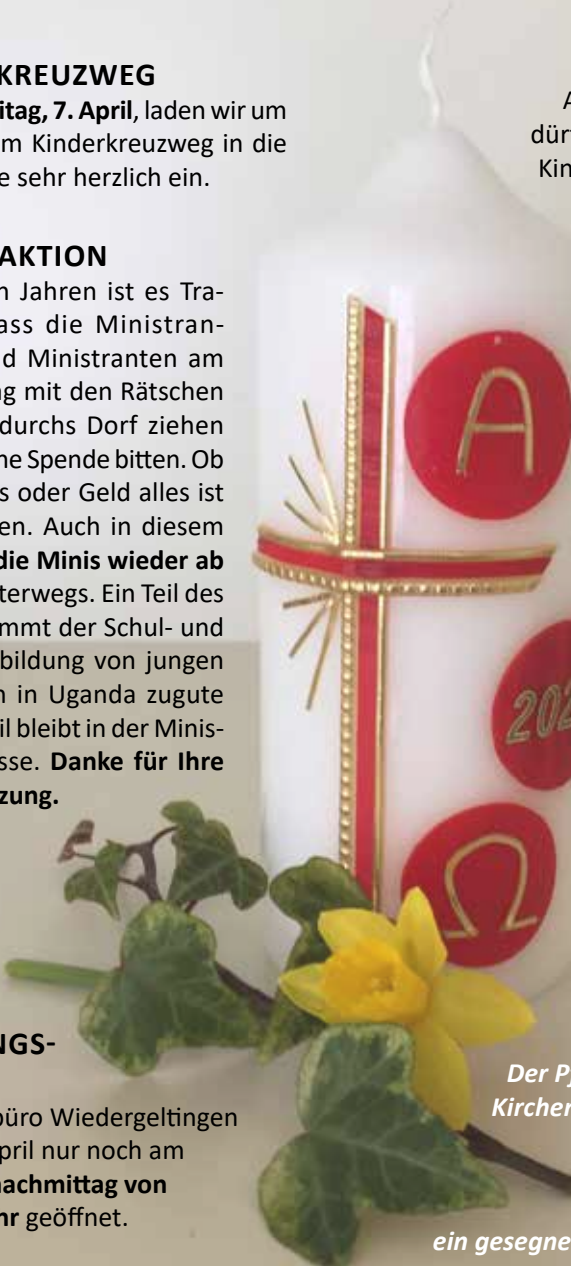 KREUZWEG
itag, 7. April, laden wir um
m Kinderkreuzweg in die
e sehr herzlich ein.
AKTION
n Jahren ist es Tra-
ass die Ministran-
d Ministranten am
ng mit den Rätschen
durchs Dorf ziehen
ne Spende bitten. Ob
s oder Geld alles ist
en. Auch in diesem
die Minis wieder ab
terwegs. Ein Teil des
mmt der Schul- und
bildung von jungen
n in Uganda zugute
il bleibt in der Minis-
sse. Danke für Ihre
zung.
NGS-
büro Wiedergeltingen
pril nur noch am
nachmittag von
hr geöffnet.
A
dür
Kin
A
202
Ω
Der Pf
Kirchen
ein gesegne